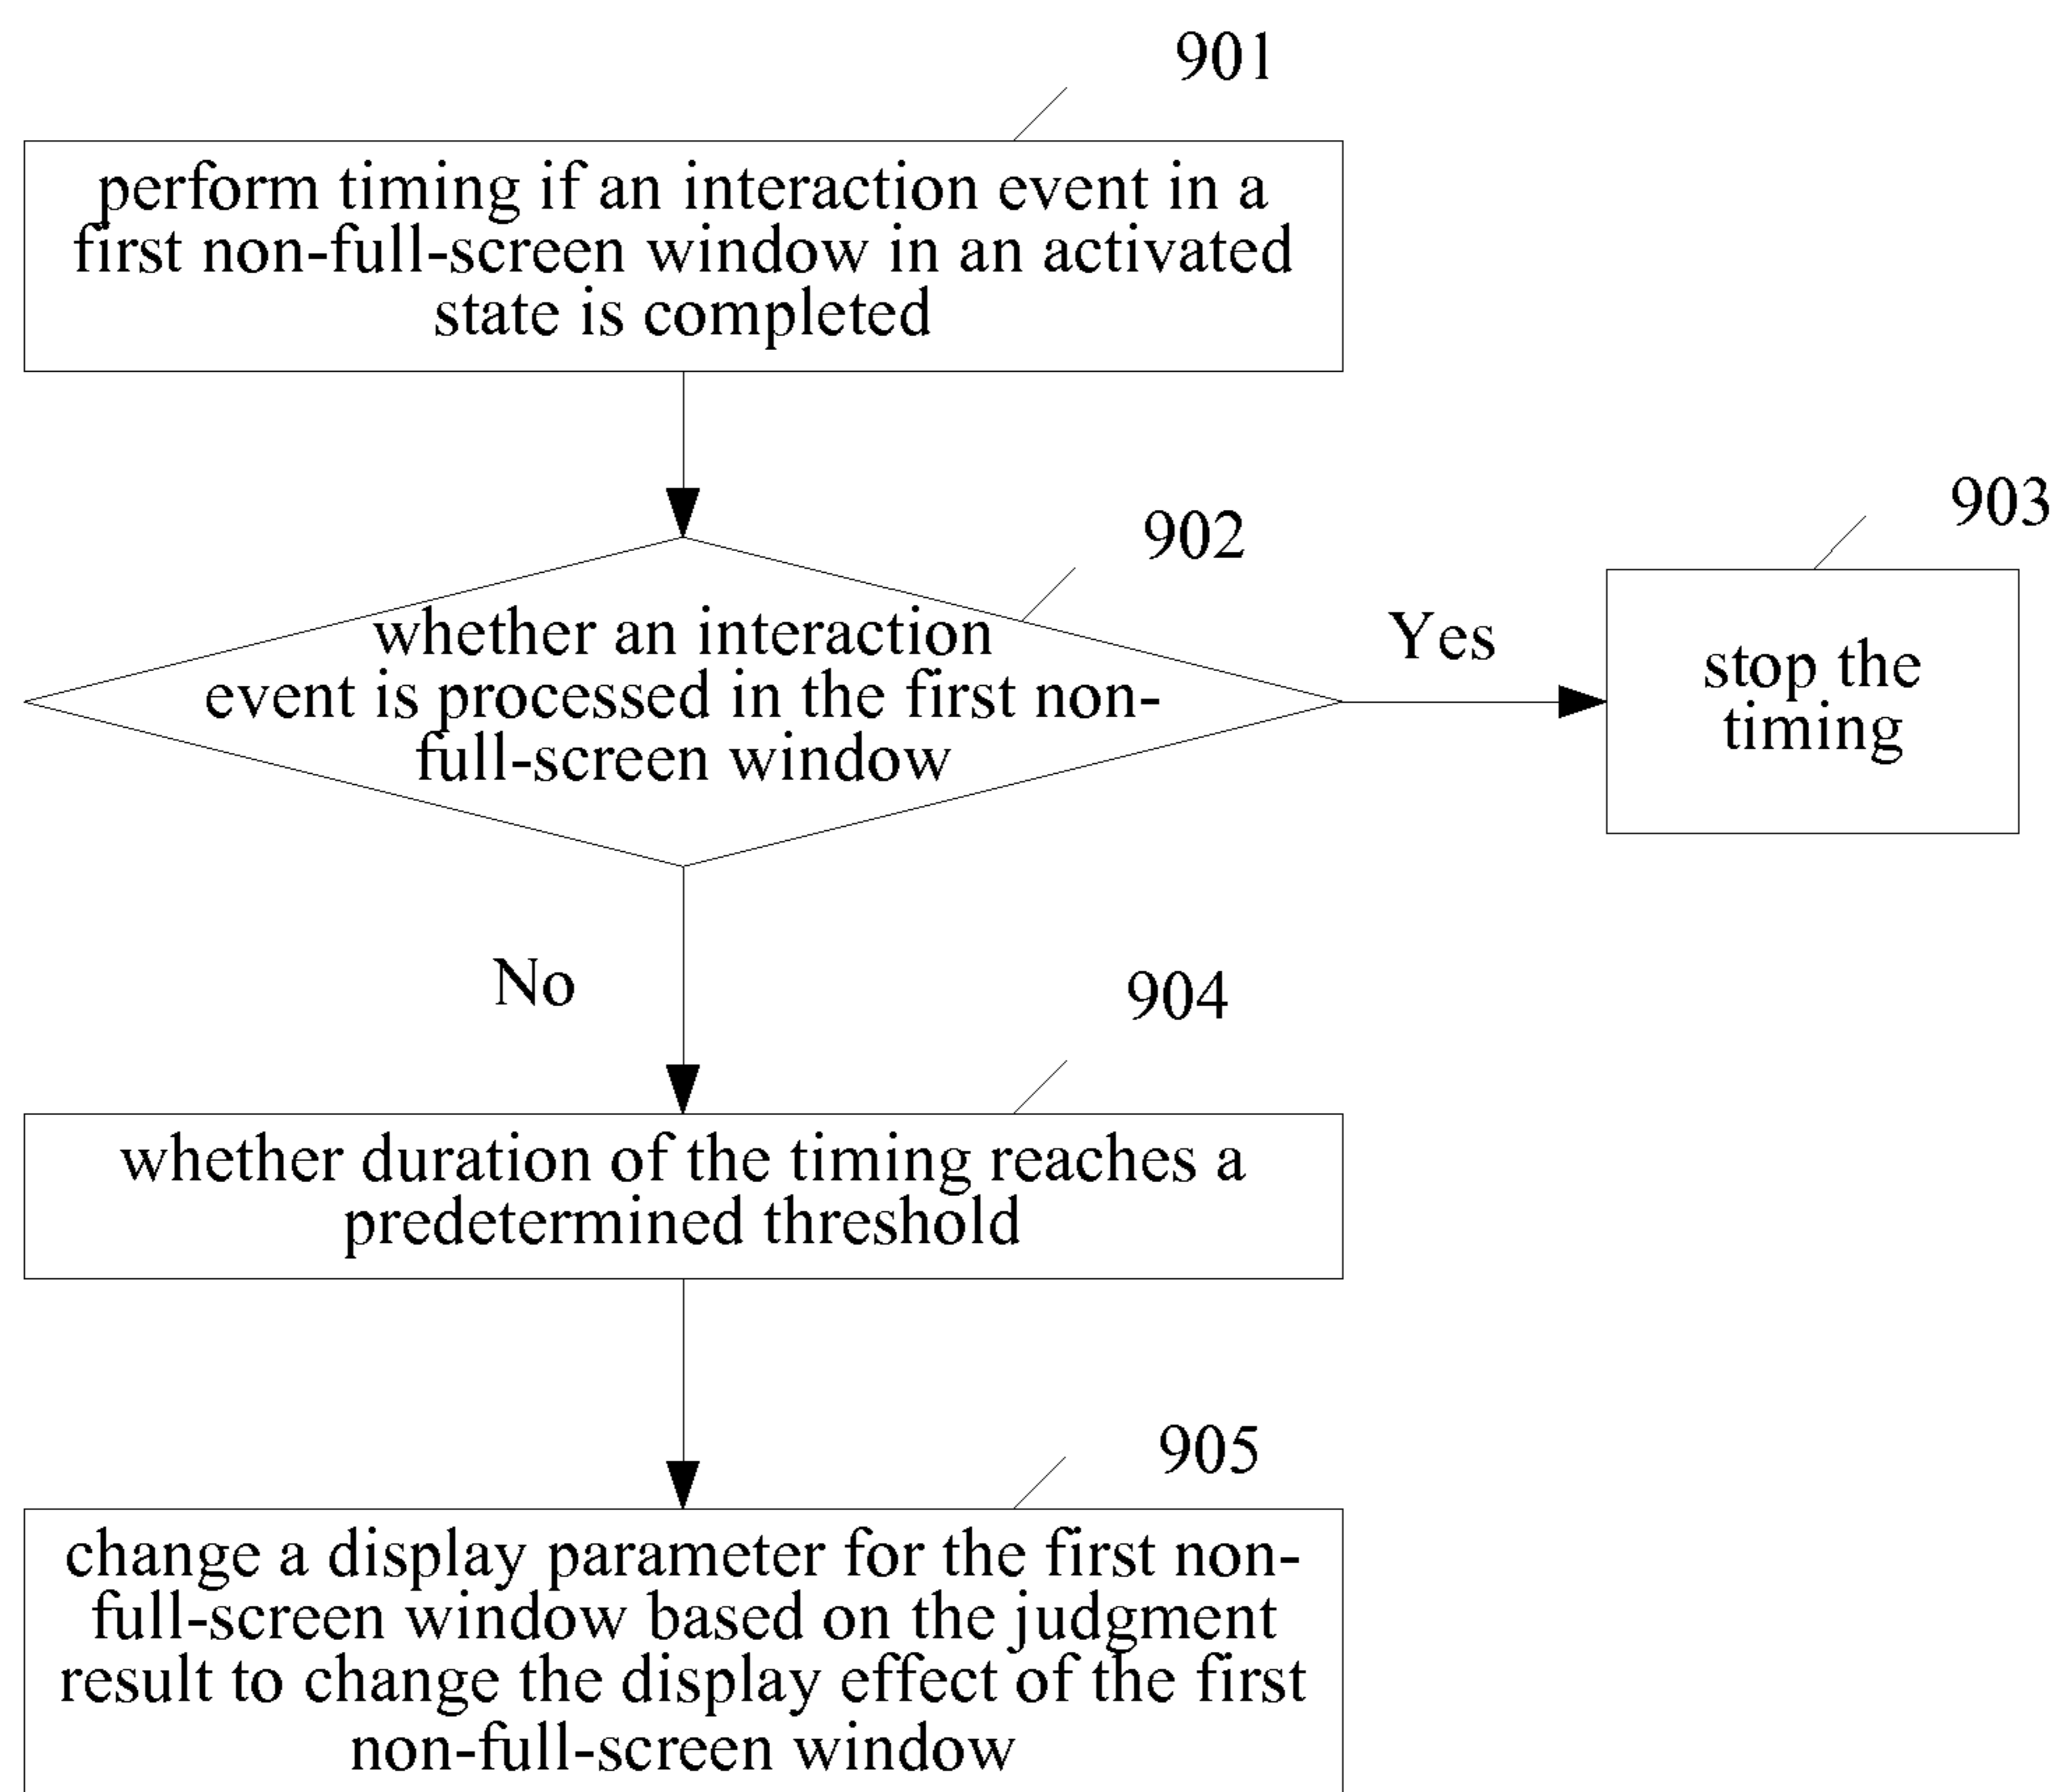 901
perform timing if an interaction event in a
first non-full-screen window in an activated
state is completed
902
whether an interaction
event is processed in the first non-
full-screen window
Yes
903
stop the
timing
No
904
whether duration of the timing reaches a
predetermined threshold
905
change a display parameter for the first non-
full-screen window based on the judgment
result to change the display effect of the first
non-full-screen window